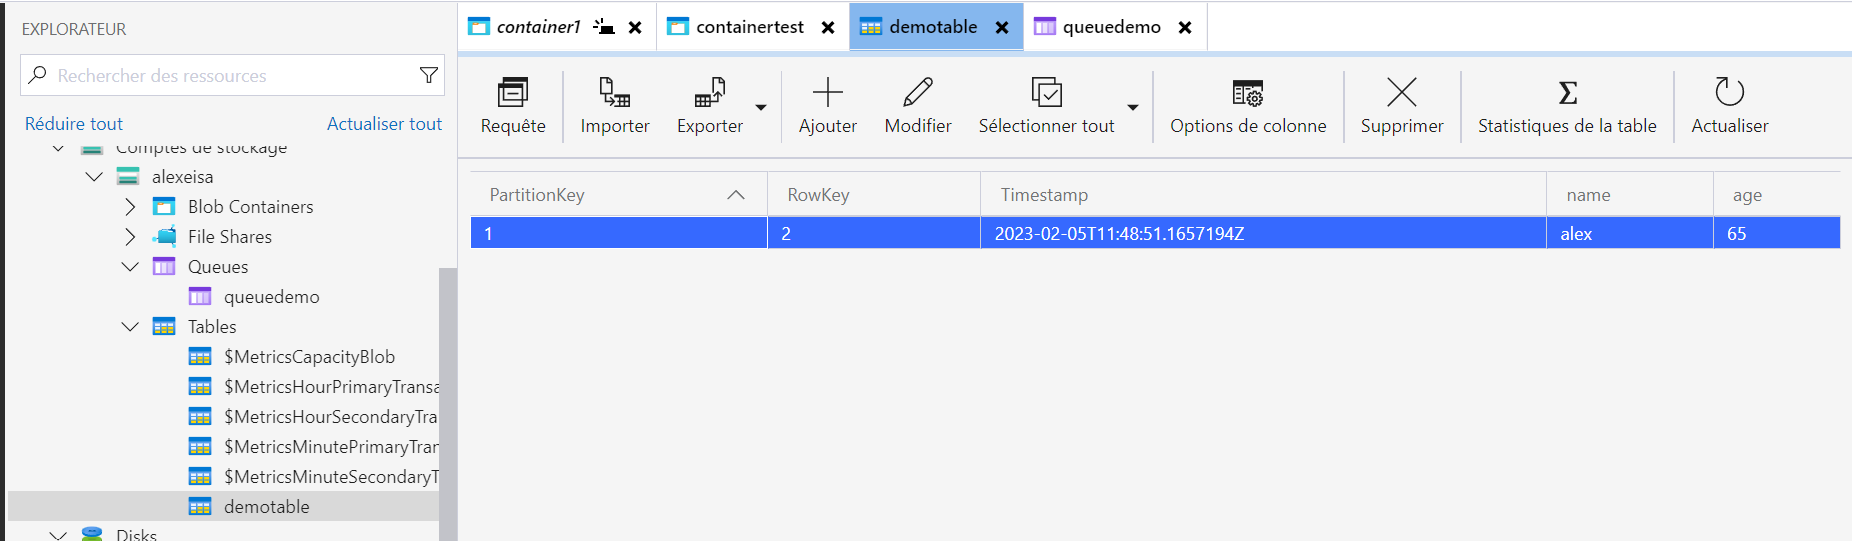 EXPLORATEUR
Rechercher des ressources
Réduire tout
Actualiser tout
Comptes de stockage
alexeisa
Blob Containers
File Shares
Queues
queuedemo
Tables
$MetricsCapacityBlob
$MetricsHourPrimaryTransa
$MetricsHourSecondaryTra
$MetricsMinutePrimaryTran
$MetricsMinuteSecondaryT
demotable
Disks
container1
containertest
demotable
queuedemo
Requête
Importer
Exporter
Ajouter
Modifier
Sélectionner tout
Options de colonne
Supprimer
Statistiques de la table
Actualiser
PartitionKey RowKey Timestamp name age
1 2 2023-02-05T11:48:51.1657194Z alex 65